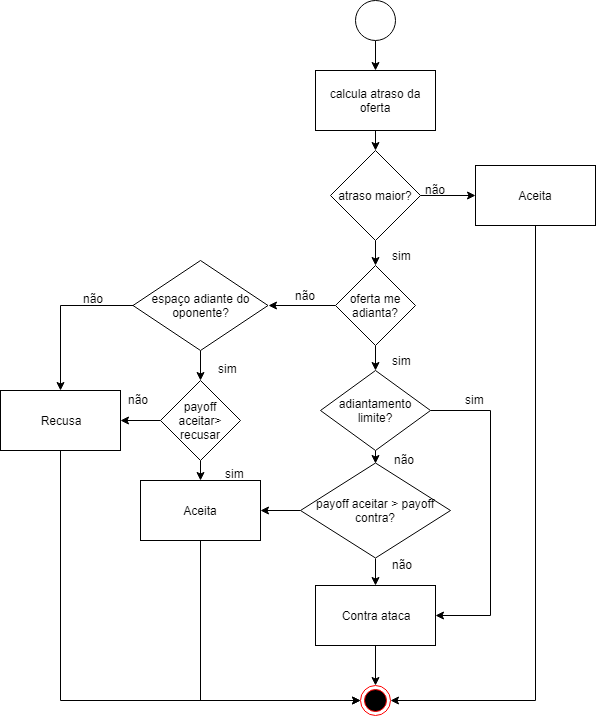 calcula atraso da
oferta
atraso maior?
não
Aceita
sim
espaço adiante do
oponente?
não
oferta me
adianta?
não
sim
sim
Recusa
não
payoff
aceitar>
recusar
adiantamento
limite?
sim
não
sim
Aceita
payoff aceitar > payoff
contra?
não
Contra ataca